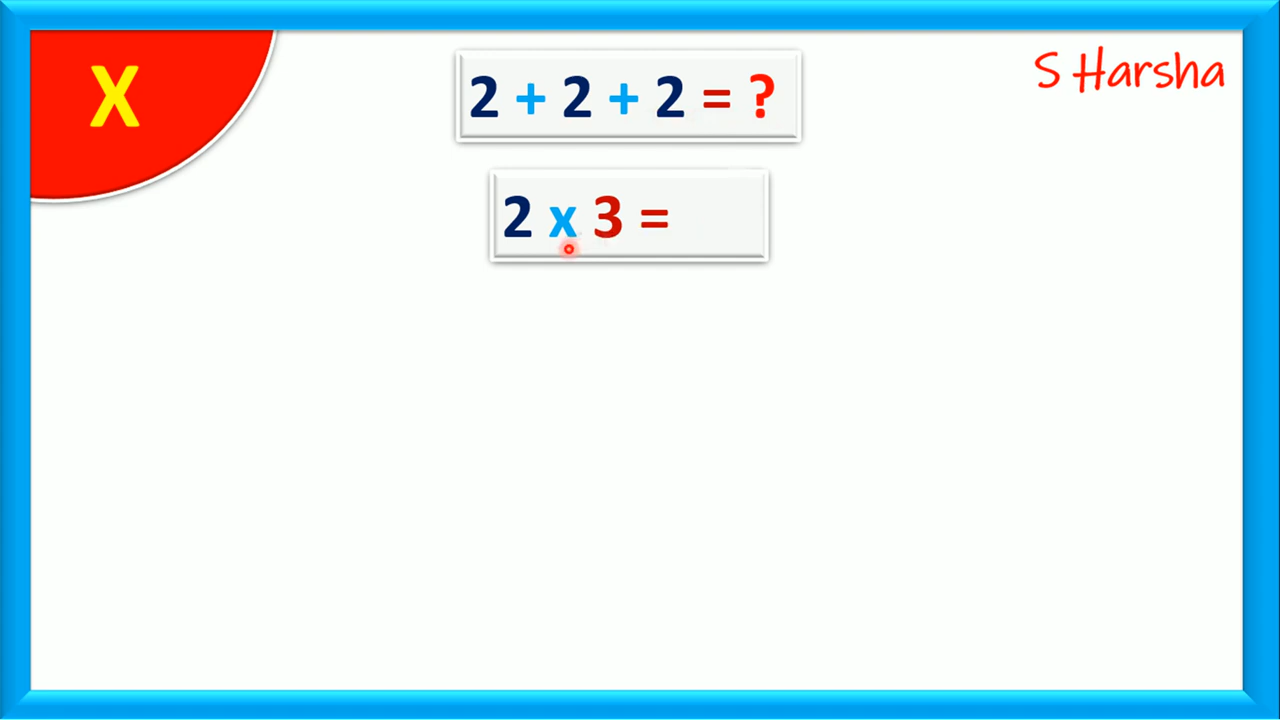 X
2 + 2 + 2 = ?
S Harsha
2 x 3 =